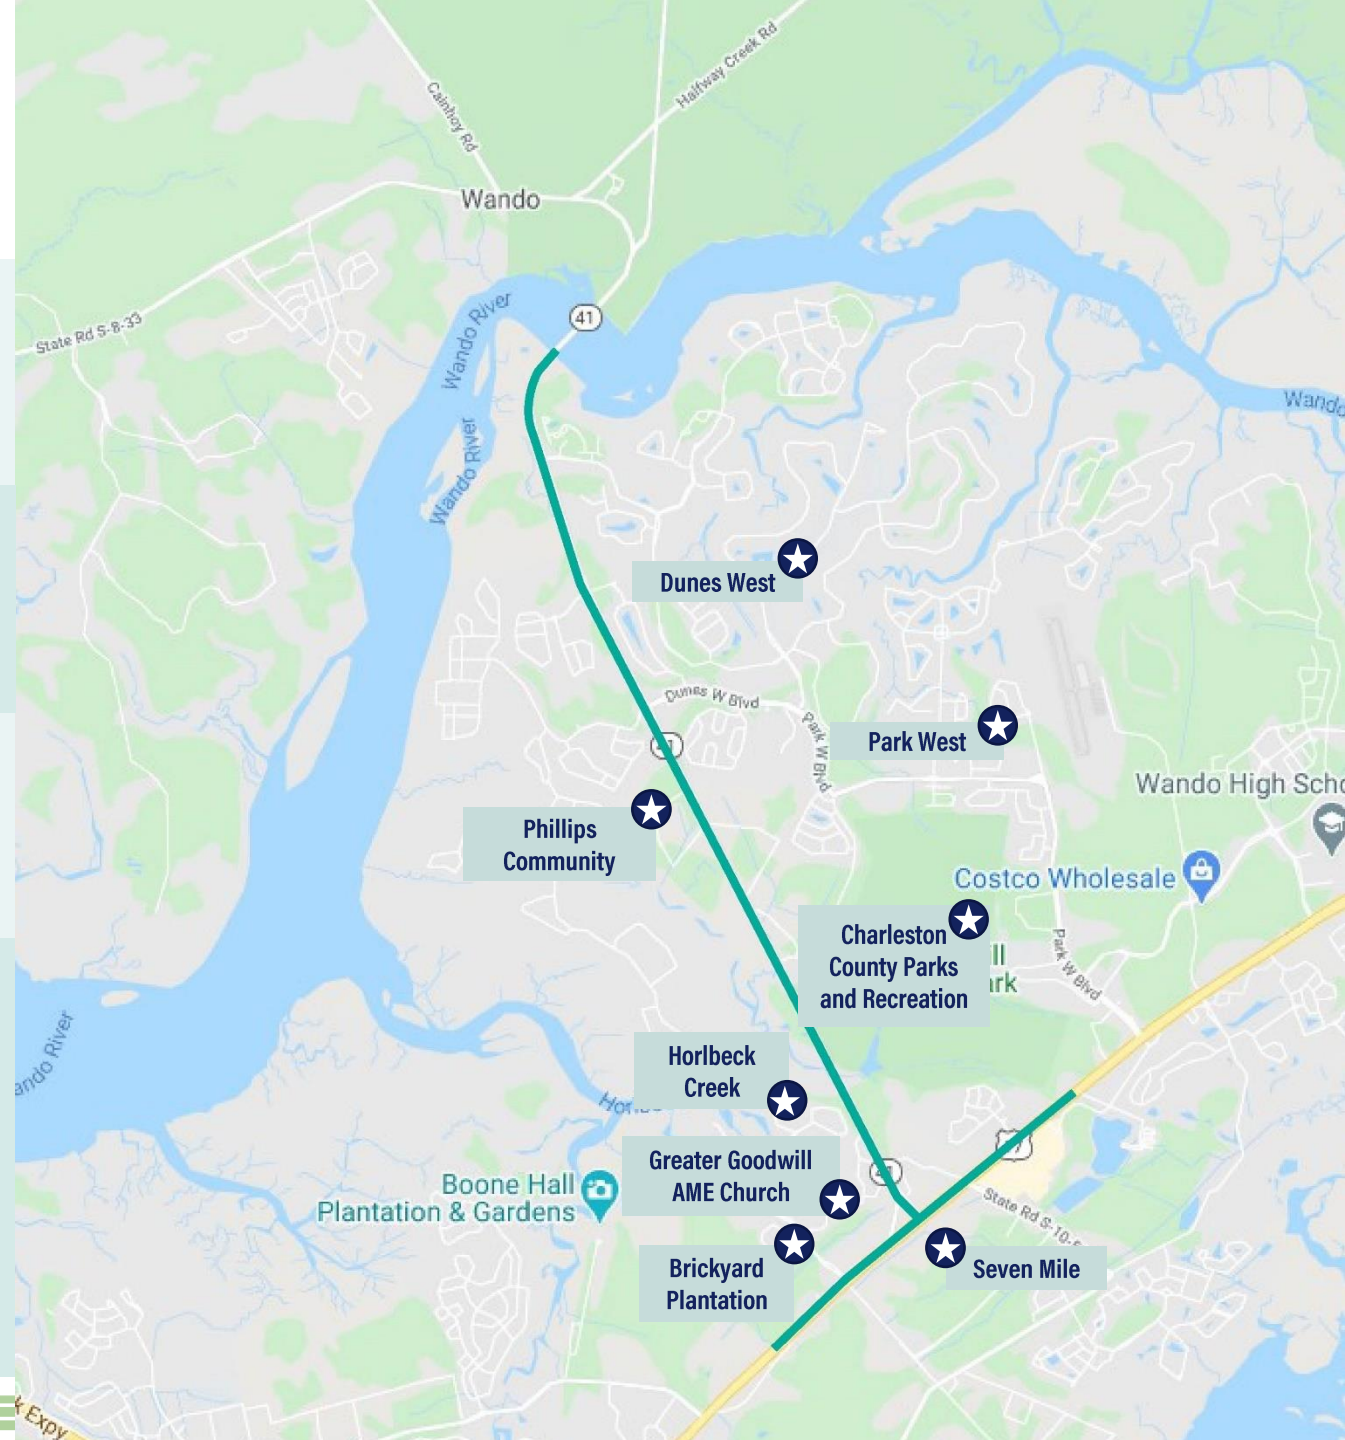 Halfway Creek Rd
Cainhoy Rd
Wando
41
State Rd S-8-33
Wando River
Wando
Wando River
Dunes West
Dunes W Blvd
Park W Blvd
Park West
Wando High Scho
Phillips
Community
Costco Wholesale
Charleston
County Parks
and Recreation
Park W Blvd
ando River
Horlbeck
Creek
Greater Goodwill
AME Church
Boone Hall
Plantation & Gardens
State Rd S-10-
Brickyard
Plantation
Seven Mile
k Expy